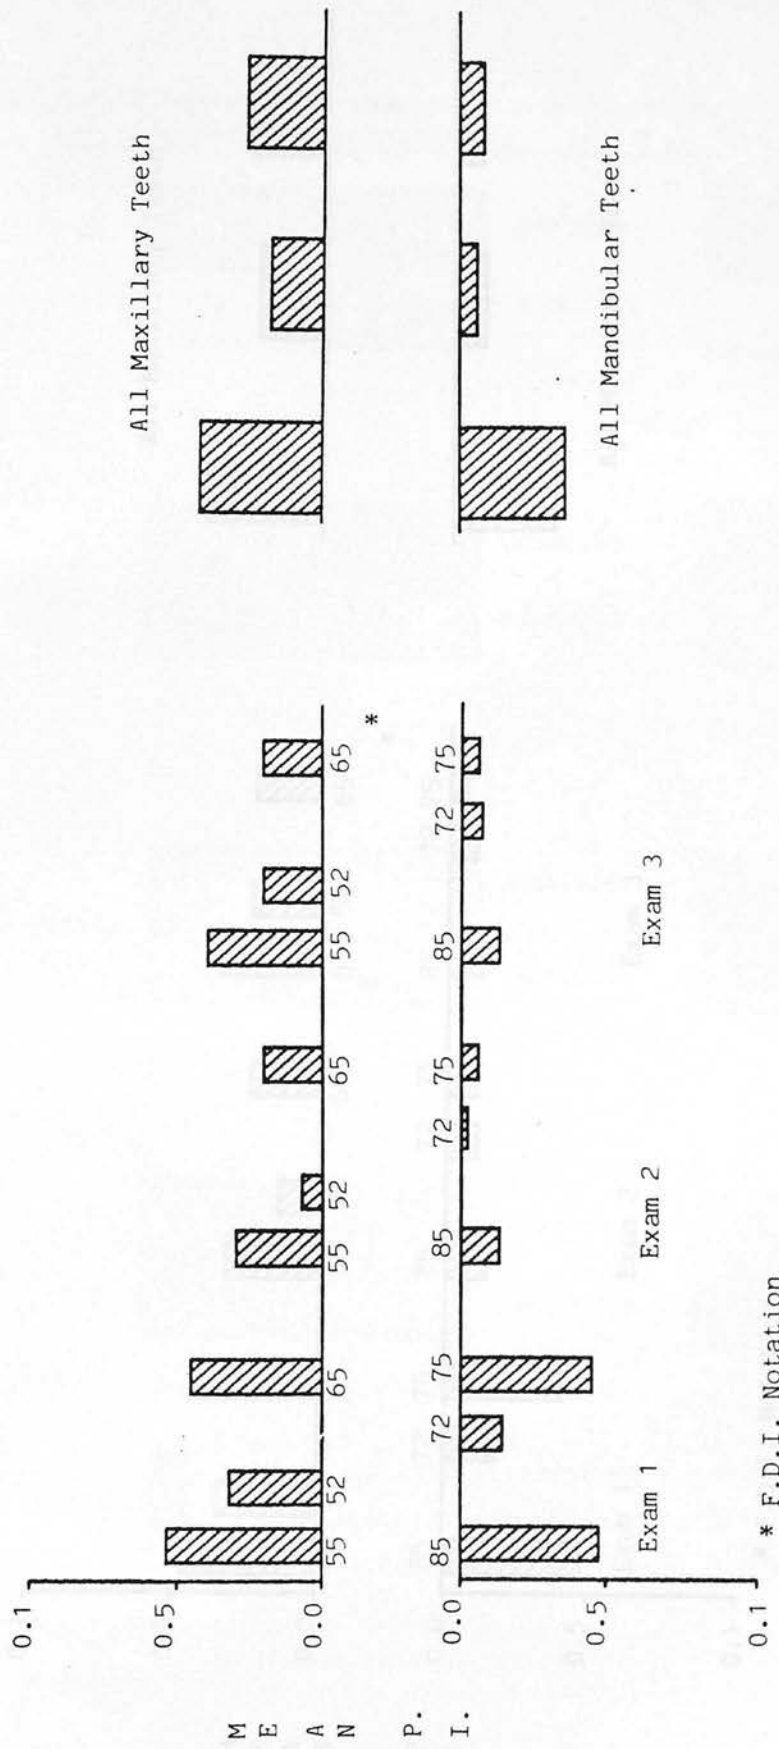 All Maxillary Teeth
0.1
0.5
0.0
M
E
A
N
P.
I.
55 52 65 55 52 65 55 52 65
*
0.0
0.5
0.1
85 72 75 85 72 75 85 72 75
Exam 1 Exam 2 Exam 3
All Mandibular Teeth
* F.D.I. Notation